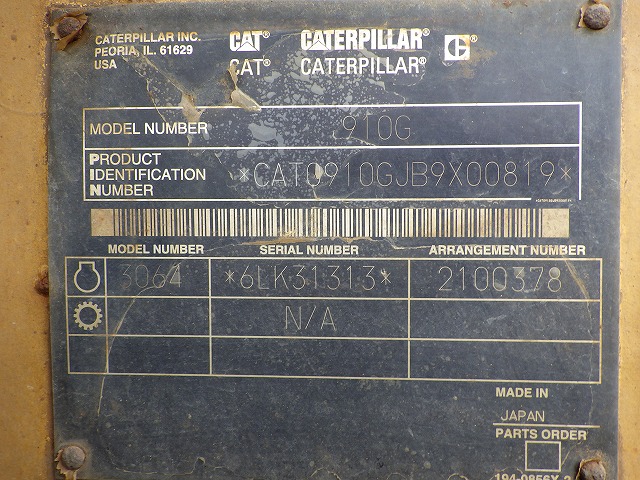 CATERPILLAR INC.
PEORIA, IL. 61629
USA
CAT® CATERPILLAR®
CAT® CATERPILLAR®
MODEL NUMBER 910G
PRODUCT
IDENTIFICATION
NUMBER
*CAT0910GJB9X00819*
MODEL NUMBER SERIAL NUMBER ARRANGEMENT NUMBER
3064 *6LK31313* 2100378
N/A
MADE IN
JAPAN
PARTS ORDER